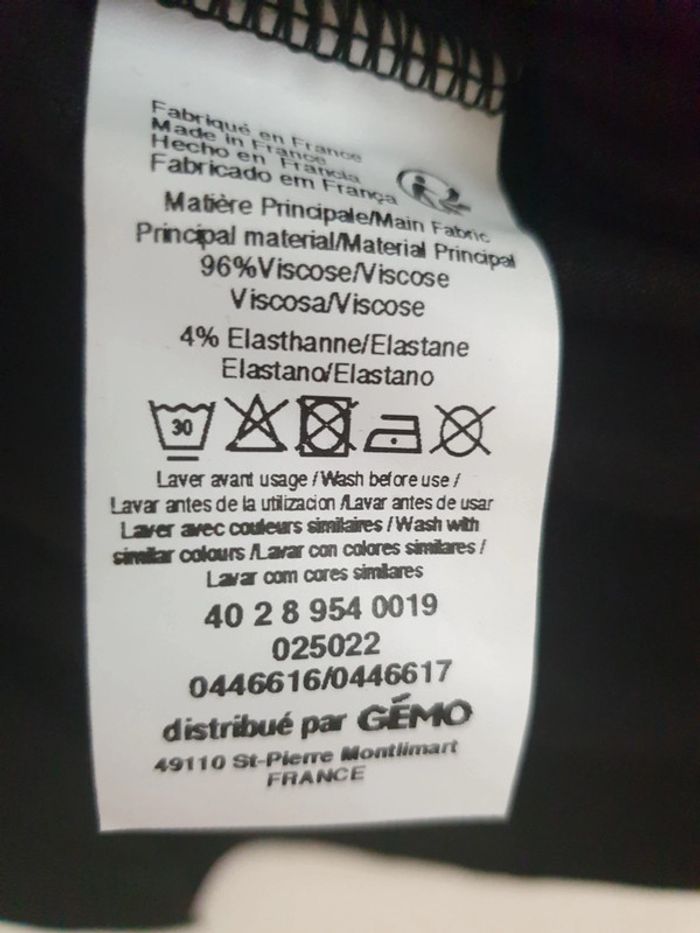 Fabriqué en France
Made in France
Hecho en Francia
Fabricado em França
Matière Principale/Main Fabric
Principal material/Material Principal
96%Viscose/Viscose
Viscosa/Viscose
4% Elasthanne/Elastane
Elastano/Elastano
30
Laver avant usage / Wash before use /
Lavar antes de la utilizacion /Lavar antes de usar
Laver avec couleurs similaires / Wash with
similar colours /Lavar con colores similares /
Lavar com cores similares
40 2 8 954 0019
025022
0446616/0446617
distribué par GÉMO
49110 St-Pierre Montlimart
FRANCE